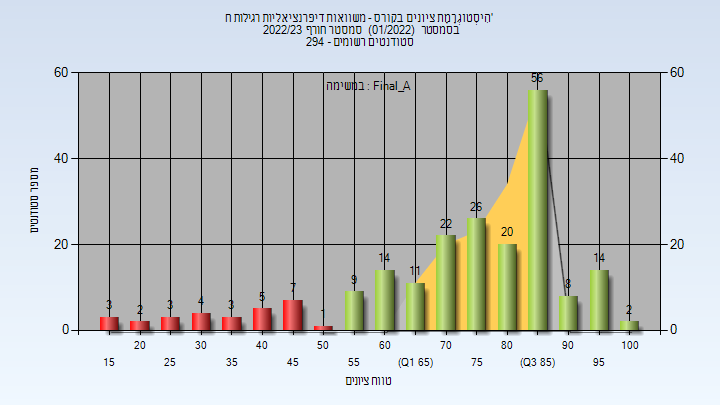 הִיסְטוֹגְרָמַת ציונים בקורס - משוואות דיפרנציאליות רגילות ח'
בסמסטר (01/2022) סמסטר חורף 2022/23
סטודנטים רשומים - 294
במשימה : Final_A
מספר סטודנטים
60 40 20 0
3 2 3 4 3 5 7 1 9 14 11 22 26 20 56 8 14 2
60 40 20 0
20 30 40 50 60 70 80 90 100
15 25 35 45 55 (Q1 65) 75 (Q3 85) 95
טווח ציונים